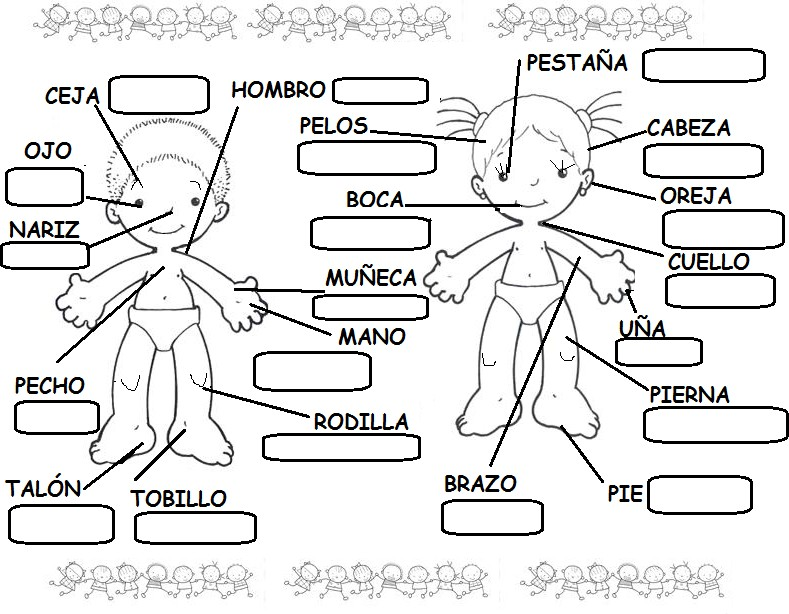 PESTAÑA
CEJA
HOMBRO
PELOS
CABEZA
OJO
BOCA
OREJA
NARIZ
CUELLO
MUÑECA
MANO
UÑA
PECHO
PIERNA
RODILLA
TALÓN
TOBILLO
BRAZO
PIE